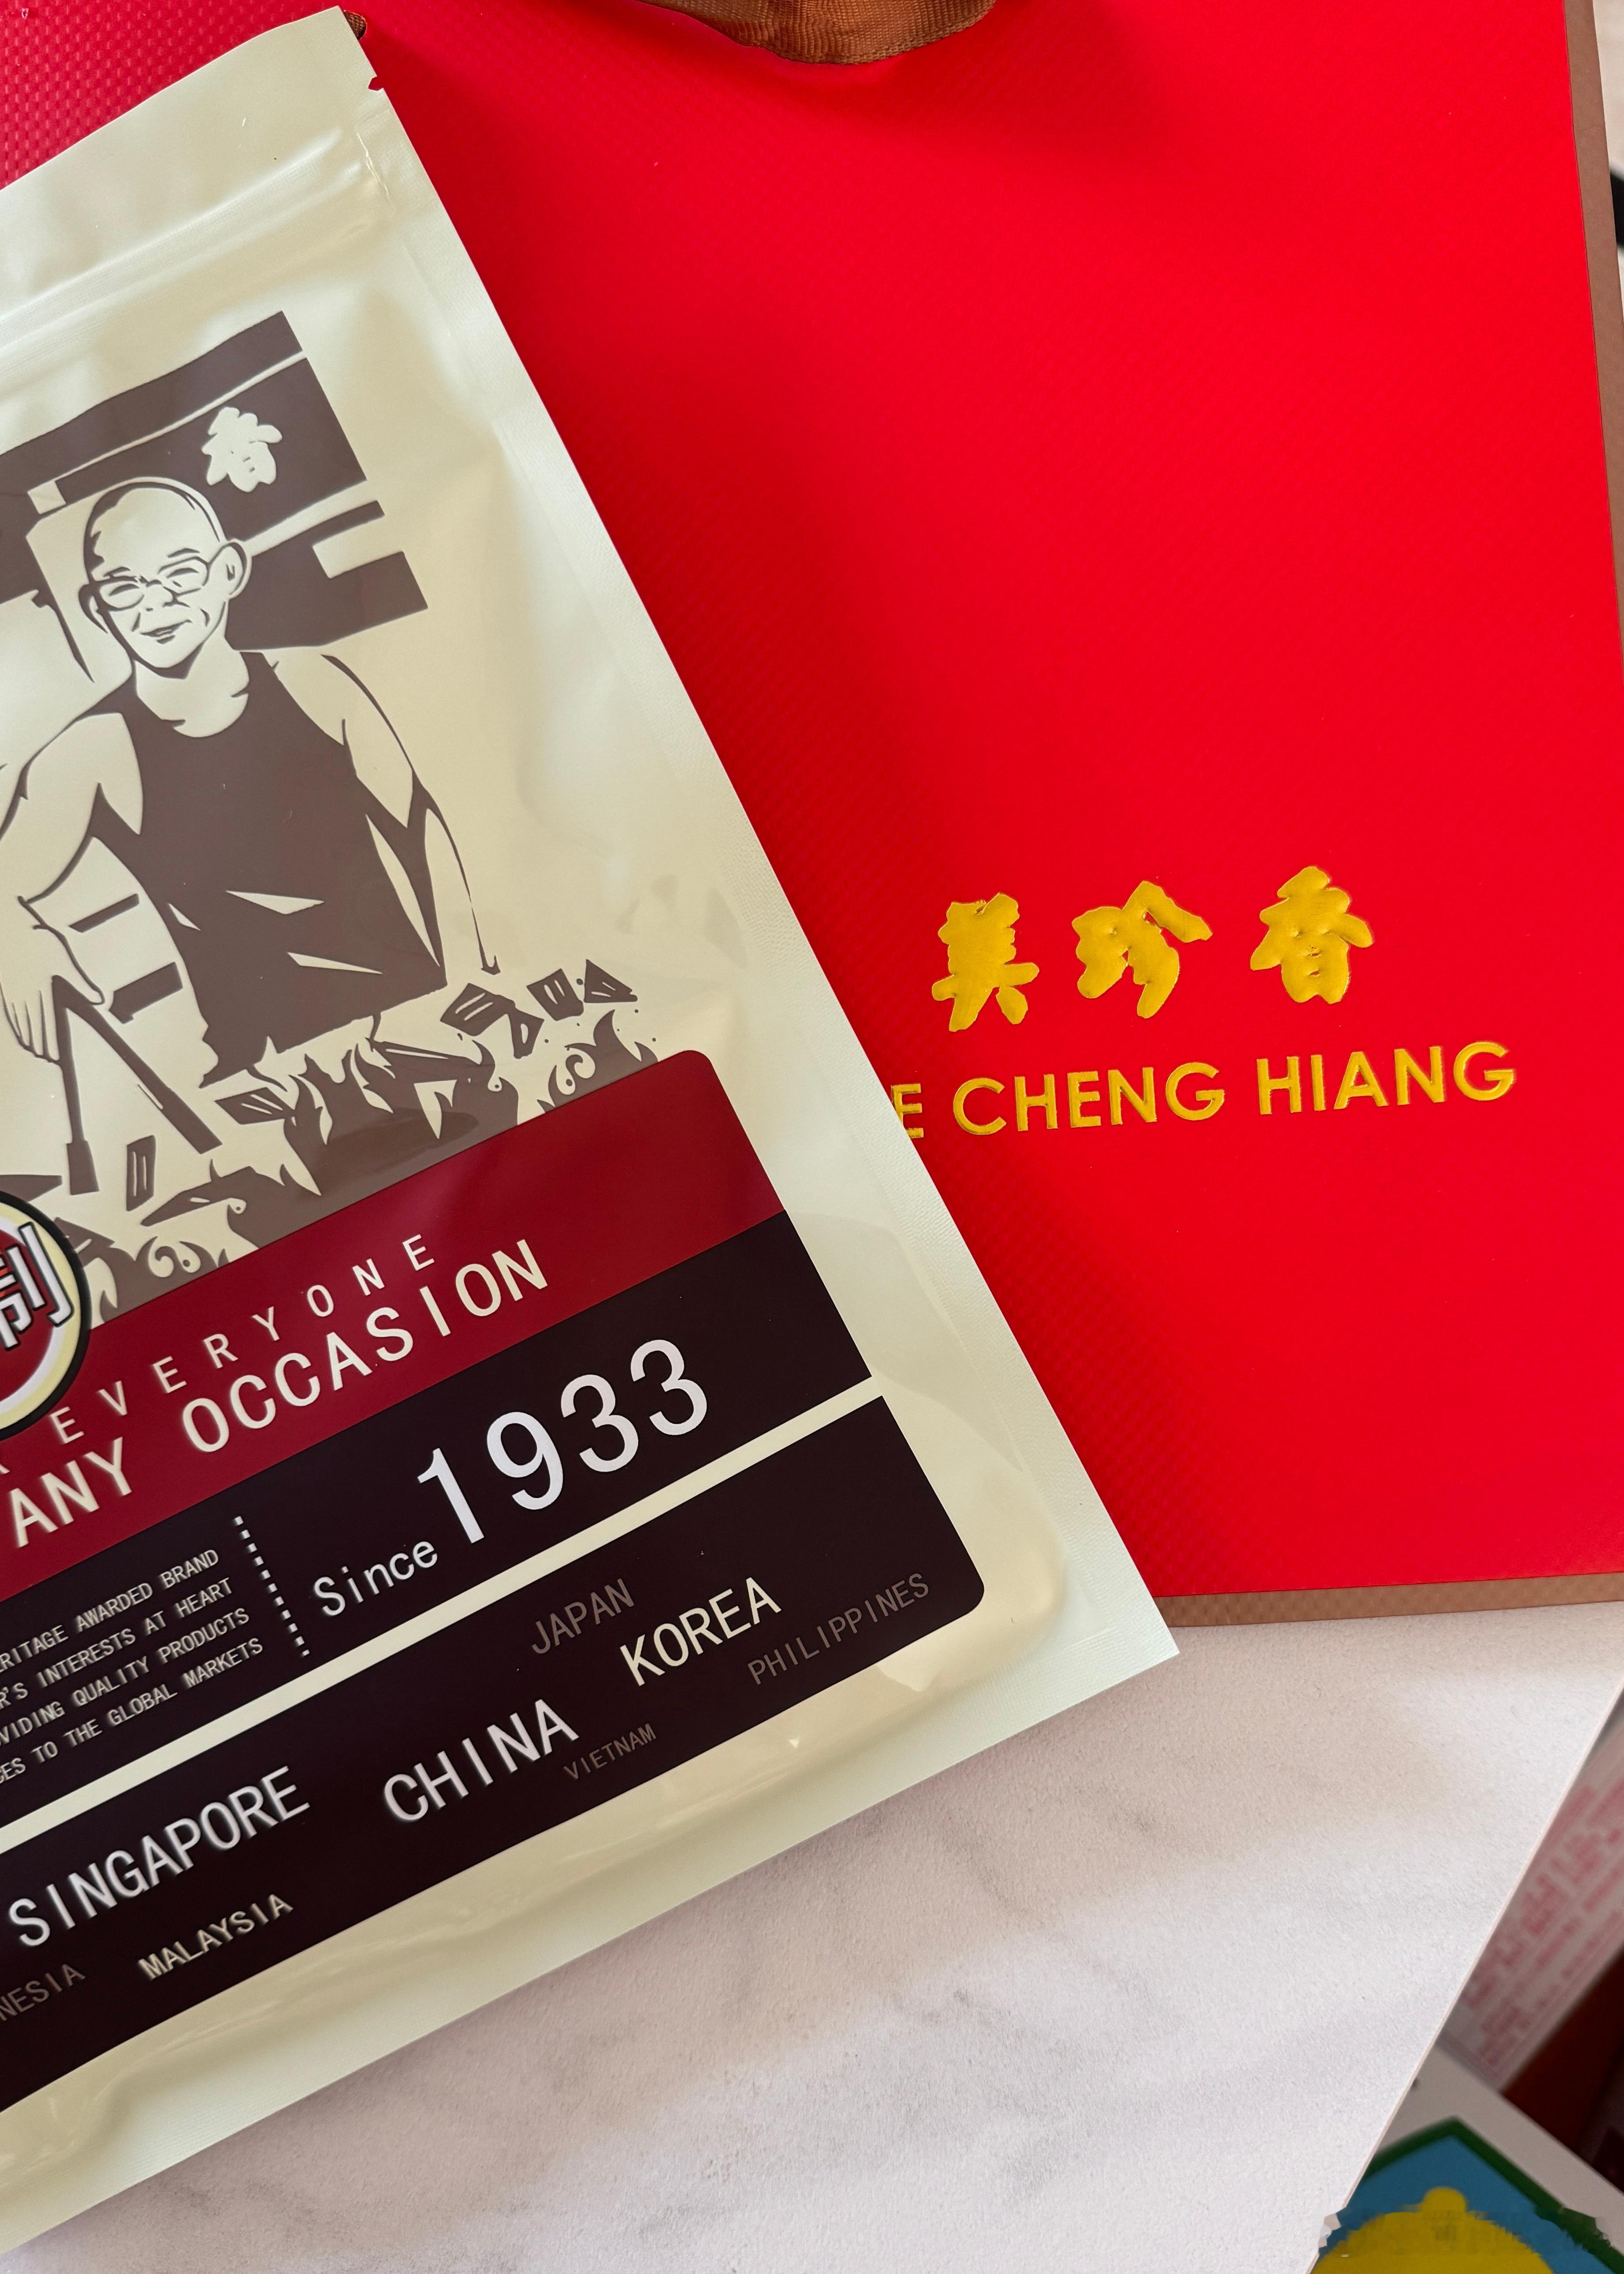 香
美珍香
E CHENG HIANG
制
EVERYONE
ANY OCCASION
Since 1933
RITAGE AWARDED BRAND
R'S INTERESTS AT HEART
VIDING QUALITY PRODUCTS
CES TO THE GLOBAL MARKETS
JAPAN
KOREA
PHILIPPINES
SINGAPORE
CHINA
VIETNAM
NESIA
MALAYSIA